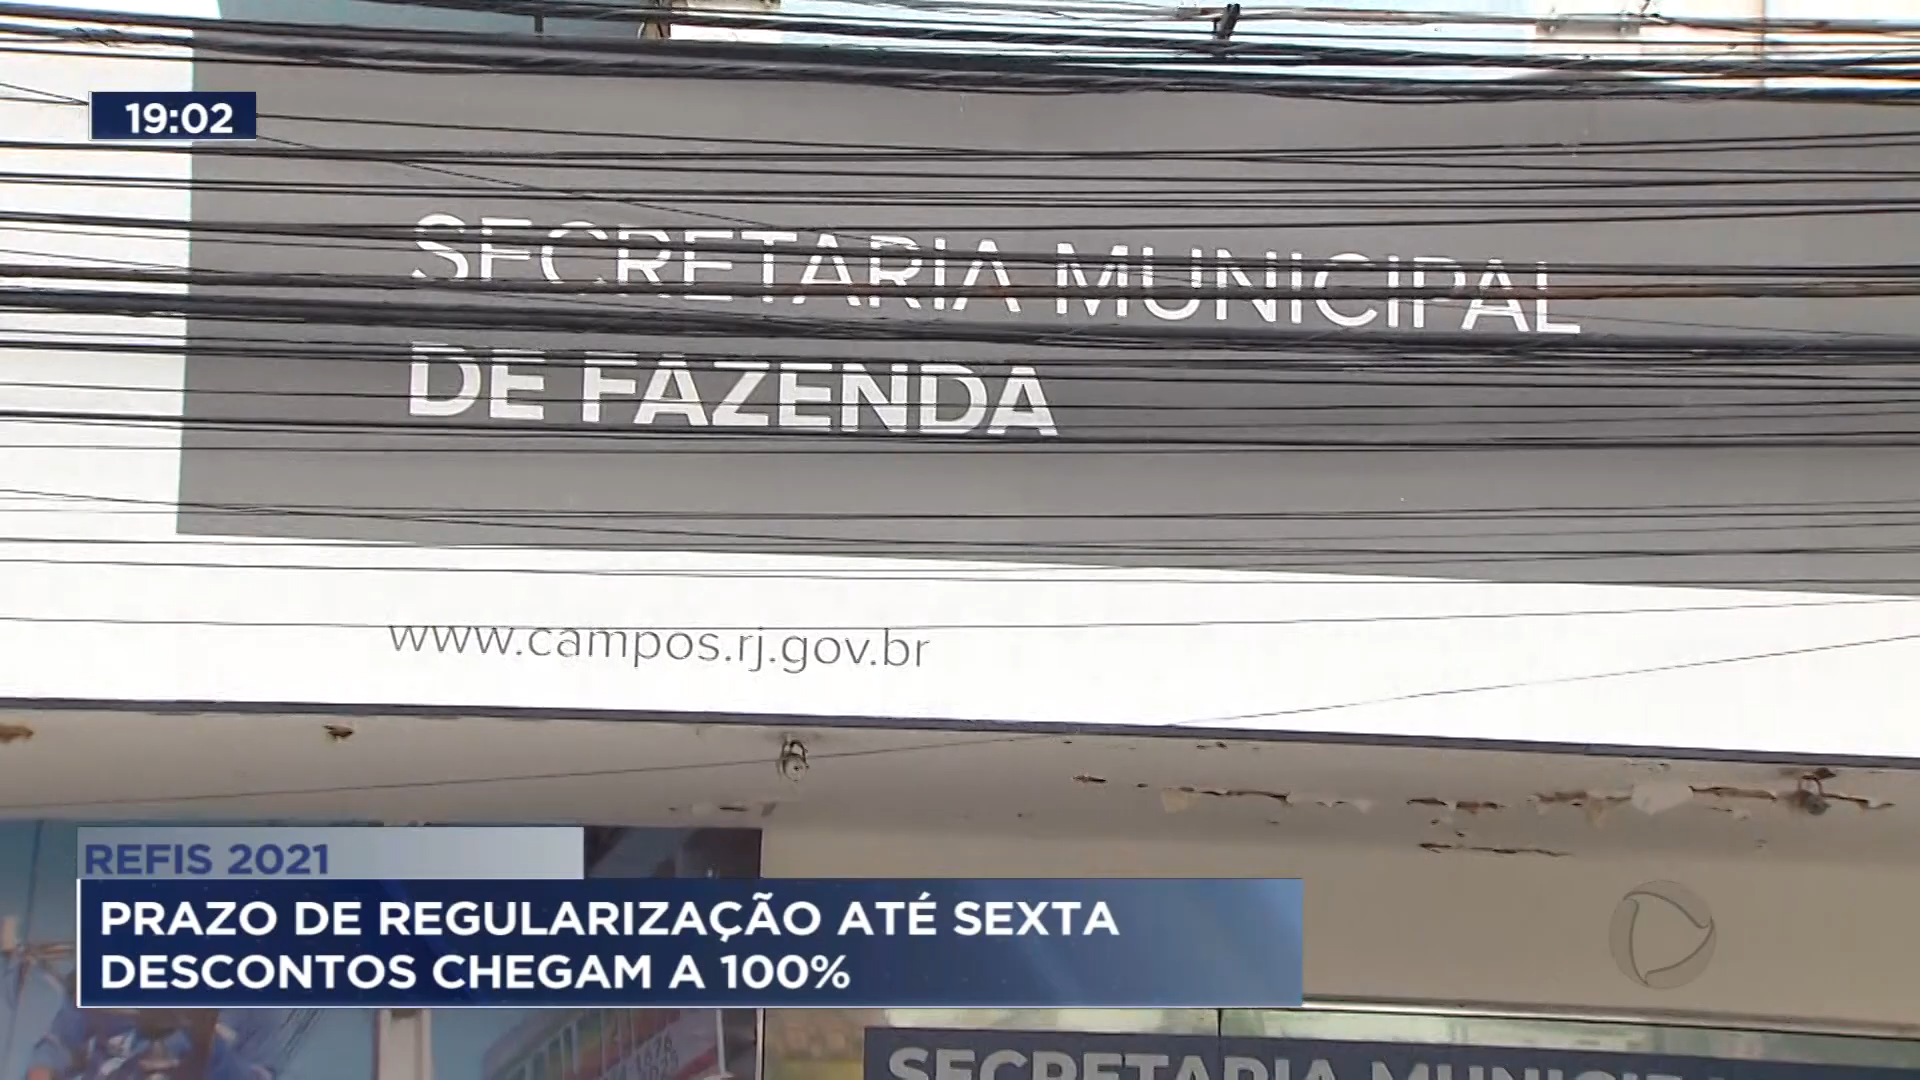 19:02
SECRETARIA MUNICIPAL
DE FAZENDA
www.campos.rj.gov.br
REFIS 2021
PRAZO DE REGULARIZAÇÃO ATÉ SEXTA
DESCONTOS CHEGAM A 100%
SECRETARIA